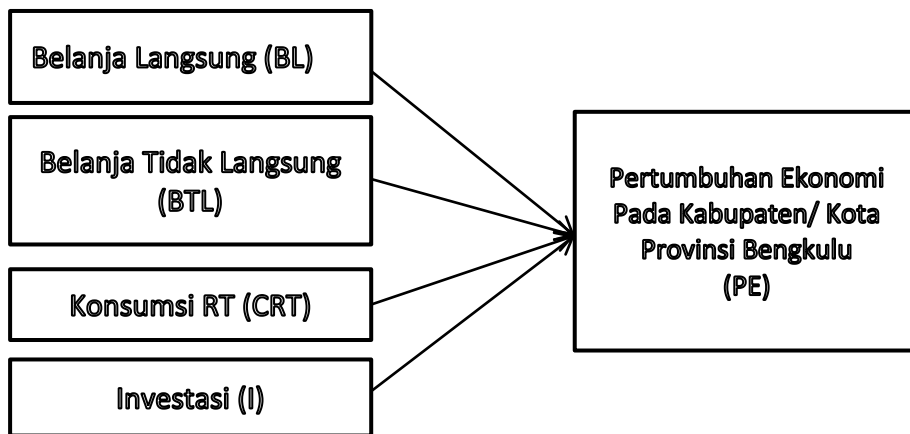 Belanja Langsung (BL)
Belanja Tidak Langsung
(BTL)
Konsumsi RT (CRT)
Investasi (I)
Pertumbuhan Ekonomi
Pada Kabupaten/ Kota
Provinsi Bengkulu
(PE)